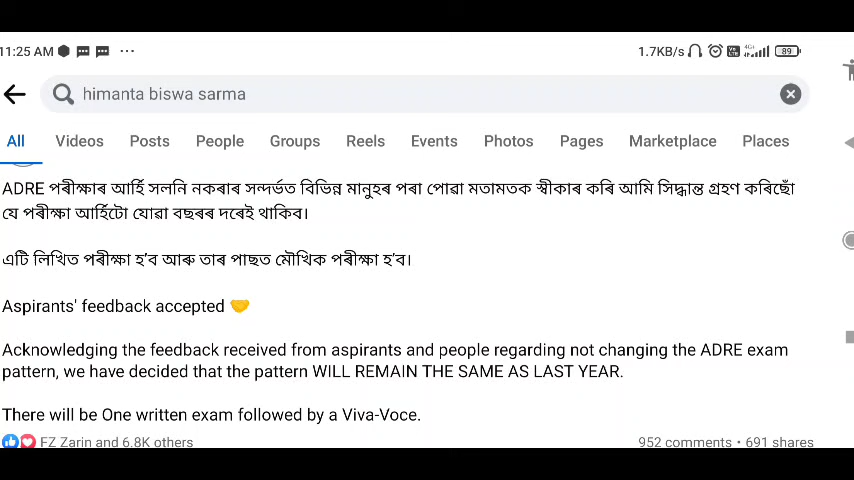 11:25 AM
1.7KB/s 4G 89
himanta biswa sarma
All Videos Posts People Groups Reels Events Photos Pages Marketplace Places
ADRE পৰীক্ষাৰ আৰ্হি সলনি নকৰাৰ সন্দৰ্ভত বিভিন্ন মানুহৰ পৰা পোৱা মতামতক স্বীকাৰ কৰি আমি সিদ্ধান্ত গ্ৰহণ কৰিছোঁ
যে পৰীক্ষা আৰ্হিটো যোৱা বছৰৰ দৰেই থাকিব।
এটি লিখিত পৰীক্ষা হ'ব আৰু তাৰ পাছত মৌখিক পৰীক্ষা হ'ব।
Aspirants' feedback accepted 🤝
Acknowledging the feedback received from aspirants and people regarding not changing the ADRE exam
pattern, we have decided that the pattern WILL REMAIN THE SAME AS LAST YEAR.
There will be One written exam followed by a Viva-Voce.
FZ Zarin and 6.8K others 952 comments • 691 shares